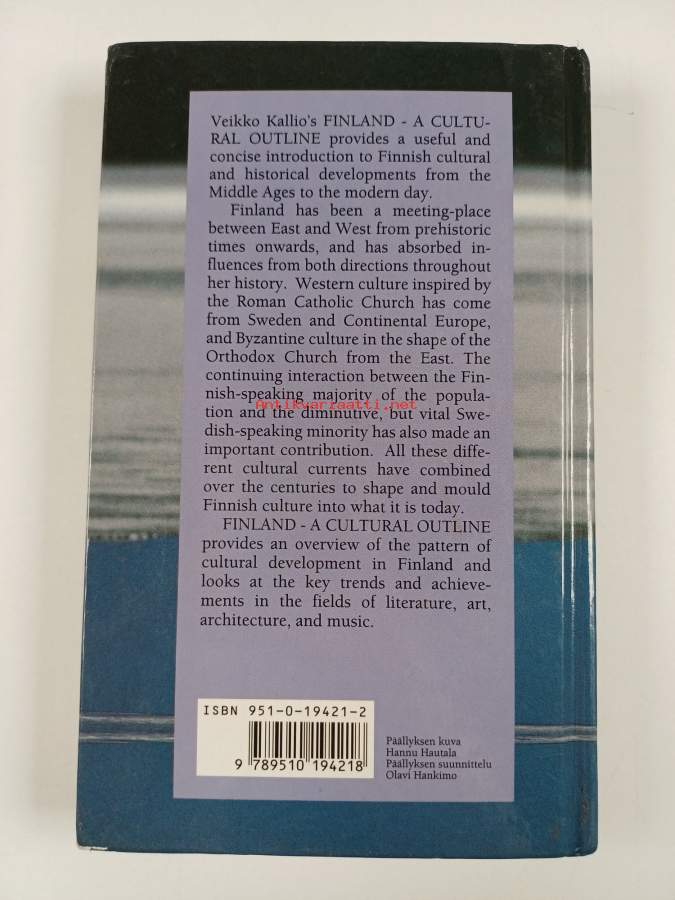 Veikko Kallio's FINLAND - A CULTU-
RAL OUTLINE provides a useful and
concise introduction to Finnish cultural
and historical developments from the
Middle Ages to the modern day.
Finland has been a meeting-place
between East and West from prehistoric
times onwards, and has absorbed in-
fluences from both directions throughout
her history. Western culture inspired by
the Roman Catholic Church has come
from Sweden and Continental Europe,
and Byzantine culture in the shape of the
Orthodox Church from the East. The
continuing interaction between the Fin-
nish-speaking majority of the popula-
Antikvariaatti.net
tion and the diminutive, but vital Swe-
dish-speaking minority has also made an
important contribution. All these diffe-
rent cultural currents have combined
over the centuries to shape and mould
Finnish culture into what it is today.
FINLAND - A CULTURAL OUTLINE
provides an overview of the pattern of
cultural development in Finland and
looks at the key trends and achieve-
ments in the fields of literature, art,
architecture, and music.
ISBN 951-0-19421-2
9 789510 194218
Päällyksen kuva
Hannu Hautala
Päällyksen suunnittelu
Olavi Hankimo